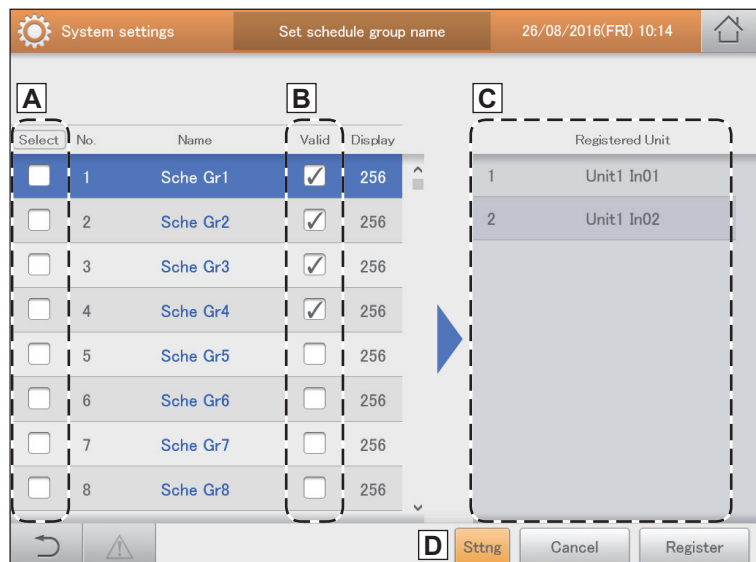 System settings Set schedule group name 26/08/2016(FRI) 10:14
A B C
Select No. Name Valid Display Registered Unit
1 Sche Gr1 256 1 Unit1 In01
2 Sche Gr2 256 2 Unit1 In02
3 Sche Gr3 256
4 Sche Gr4 256
5 Sche Gr5 256
6 Sche Gr6 256
7 Sche Gr7 256
8 Sche Gr8 256
D Sttng Cancel Register